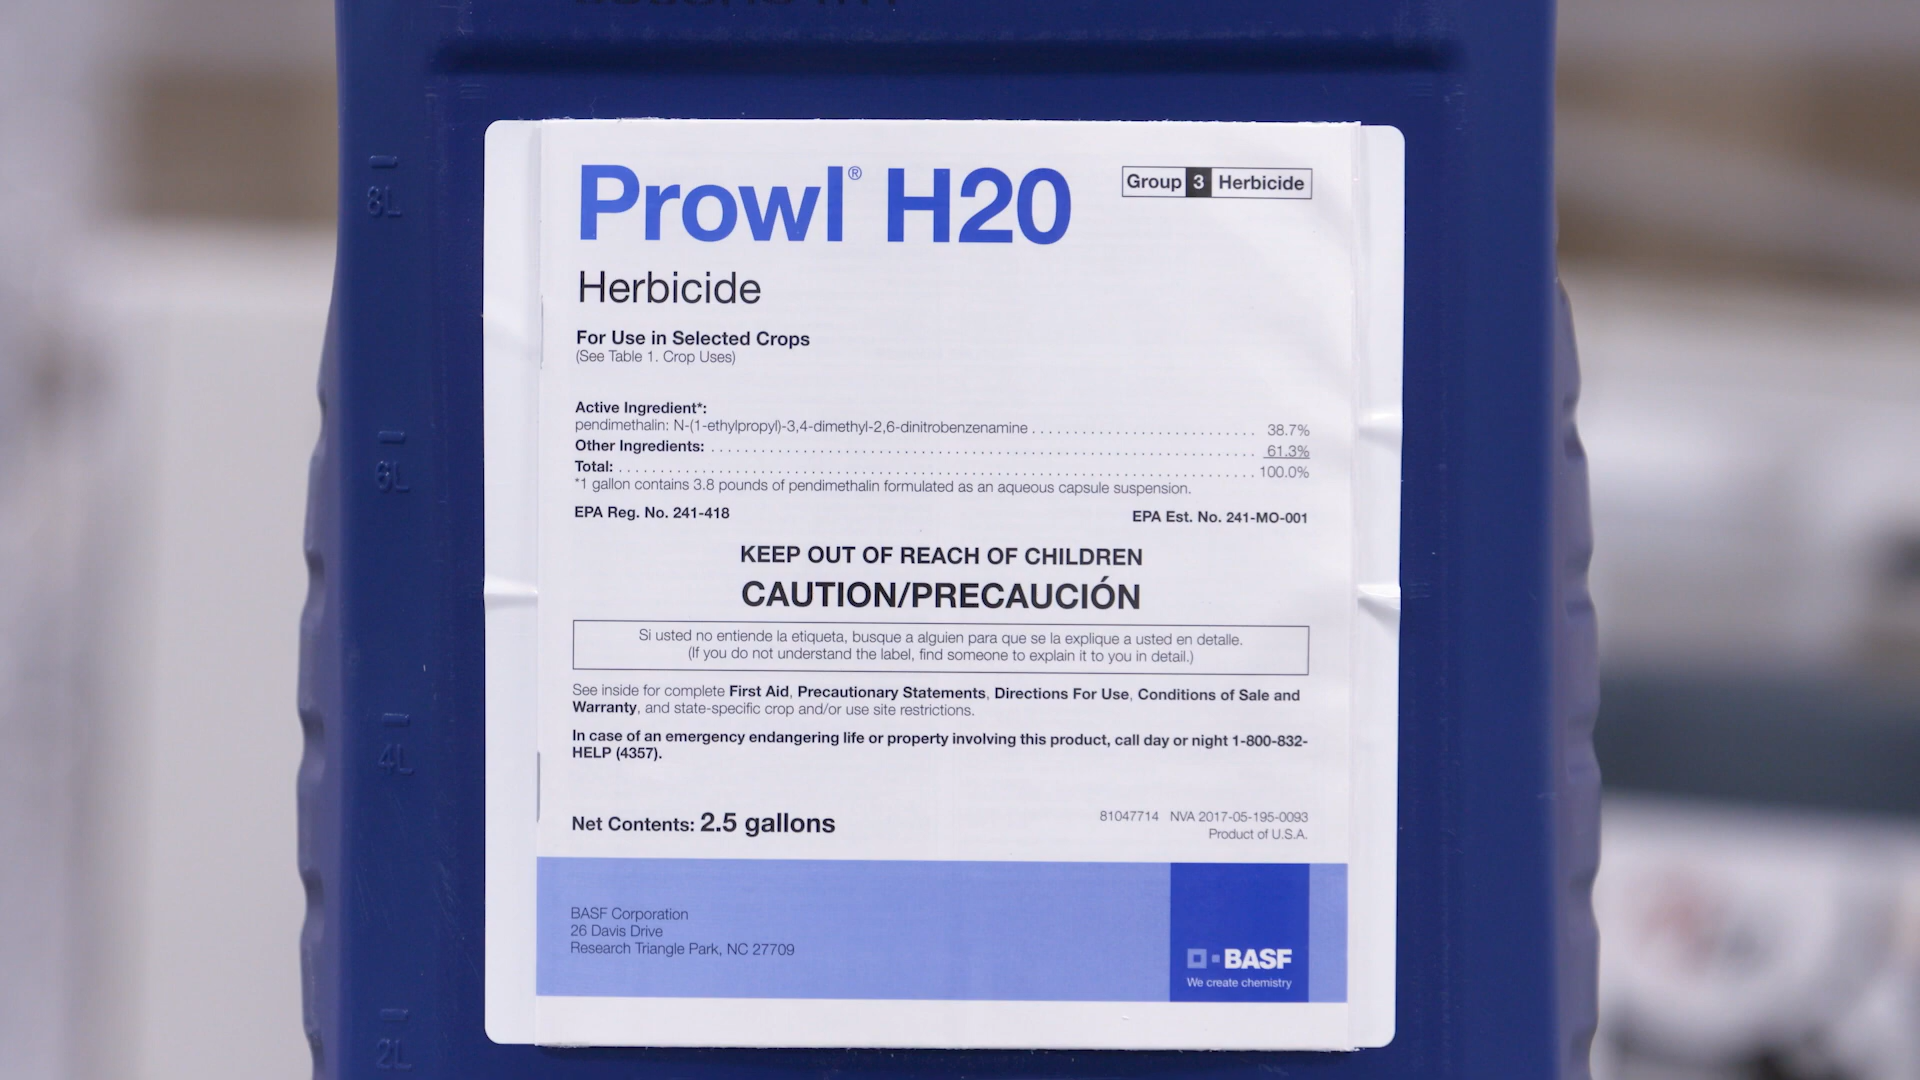 Prowl® H20
Group 3 Herbicide
Herbicide
For Use in Selected Crops
(See Table 1. Crop Uses)
Active Ingredient*:
pendimethalin: N-(1-ethylpropyl)-3,4-dimethyl-2,6-dinitrobenzenamine . . . . . . . . . . . . . . . . . . . . . . . . . . . . 38.7%
Other Ingredients: . . . . . . . . . . . . . . . . . . . . . . . . . . . . . . . . . . . . . . . . . . . . . . . . . . . . . . . . . . . . . . . . . . . . 61.3%
Total: . . . . . . . . . . . . . . . . . . . . . . . . . . . . . . . . . . . . . . . . . . . . . . . . . . . . . . . . . . . . . . . . . . . . . . . . . . . . . . . 100.0%
*1 gallon contains 3.8 pounds of pendimethalin formulated as an aqueous capsule suspension.
EPA Reg. No. 241-418 EPA Est. No. 241-MO-001
KEEP OUT OF REACH OF CHILDREN
CAUTION/PRECAUCIÓN
Si usted no entiende la etiqueta, busque a alguien para que se la explique a usted en detalle.
(If you do not understand the label, find someone to explain it to you in detail.)
See inside for complete First Aid, Precautionary Statements, Directions For Use, Conditions of Sale and
Warranty, and state-specific crop and/or use site restrictions.
In case of an emergency endangering life or property involving this product, call day or night 1-800-832-
HELP (4357).
Net Contents: 2.5 gallons
81047714 NVA 2017-05-195-0093
Product of U.S.A.
BASF Corporation
26 Davis Drive
Research Triangle Park, NC 27709
BASF
We create chemistry
8L
6L
4L
2L